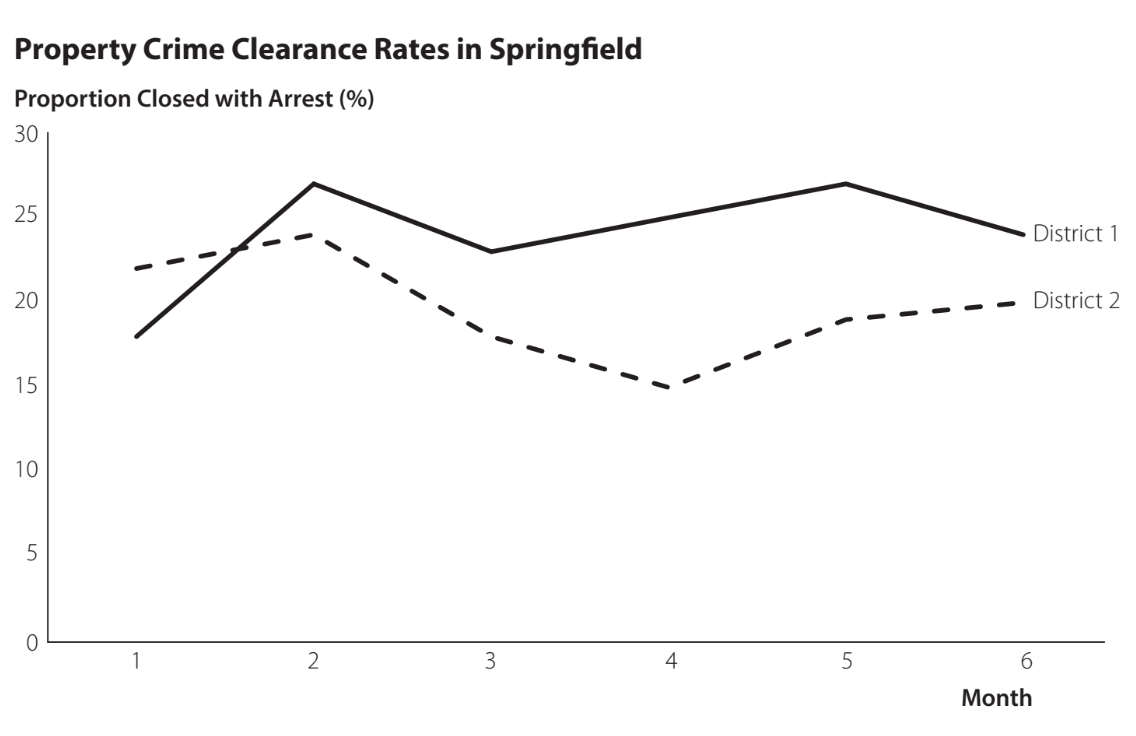 Property Crime Clearance Rates in Springfield
Proportion Closed with Arrest (%)
30
25
20
15
10
5
0
District 1
District 2
1 2 3 4 5 6
Month